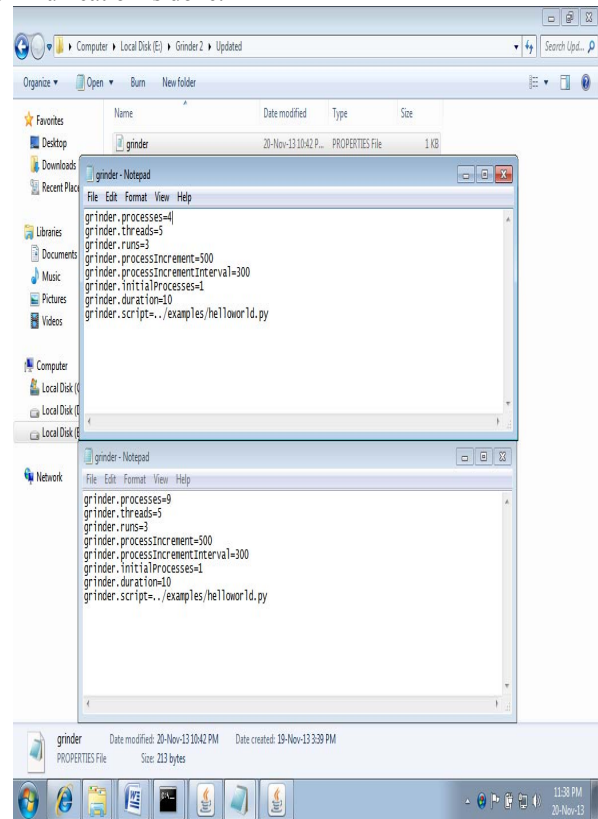 Computer ▸ Local Disk (E:) ▸ Grinder 2 ▸ Updated
Search Upd...
Organize Open Burn New folder
Name Date modified Type Size
Favorites
Desktop
Downloads
Recent Place
Libraries
Documents
Music
Pictures
Videos
Computer
Local Disk (
Local Disk (
Local Disk (
Network
grinder 20-Nov-13 10:42 P... PROPERTIES File 1 KB
grinder - Notepad
File Edit Format View Help
grinder.processes=4
grinder.threads=5
grinder.runs=3
grinder.processIncrement=500
grinder.processIncrementInterval=300
grinder.initialProcesses=1
grinder.duration=10
grinder.script=../examples/helloworld.py
grinder - Notepad
File Edit Format View Help
grinder.processes=9
grinder.threads=5
grinder.runs=3
grinder.processIncrement=500
grinder.processIncrementInterval=300
grinder.initialProcesses=1
grinder.duration=10
grinder.script=../examples/helloworld.py
grinder Date modified: 20-Nov-13 10:42 PM Date created: 19-Nov-13 3:39 PM
PROPERTIES File Size: 213 bytes
11:38 PM
20-Nov-13